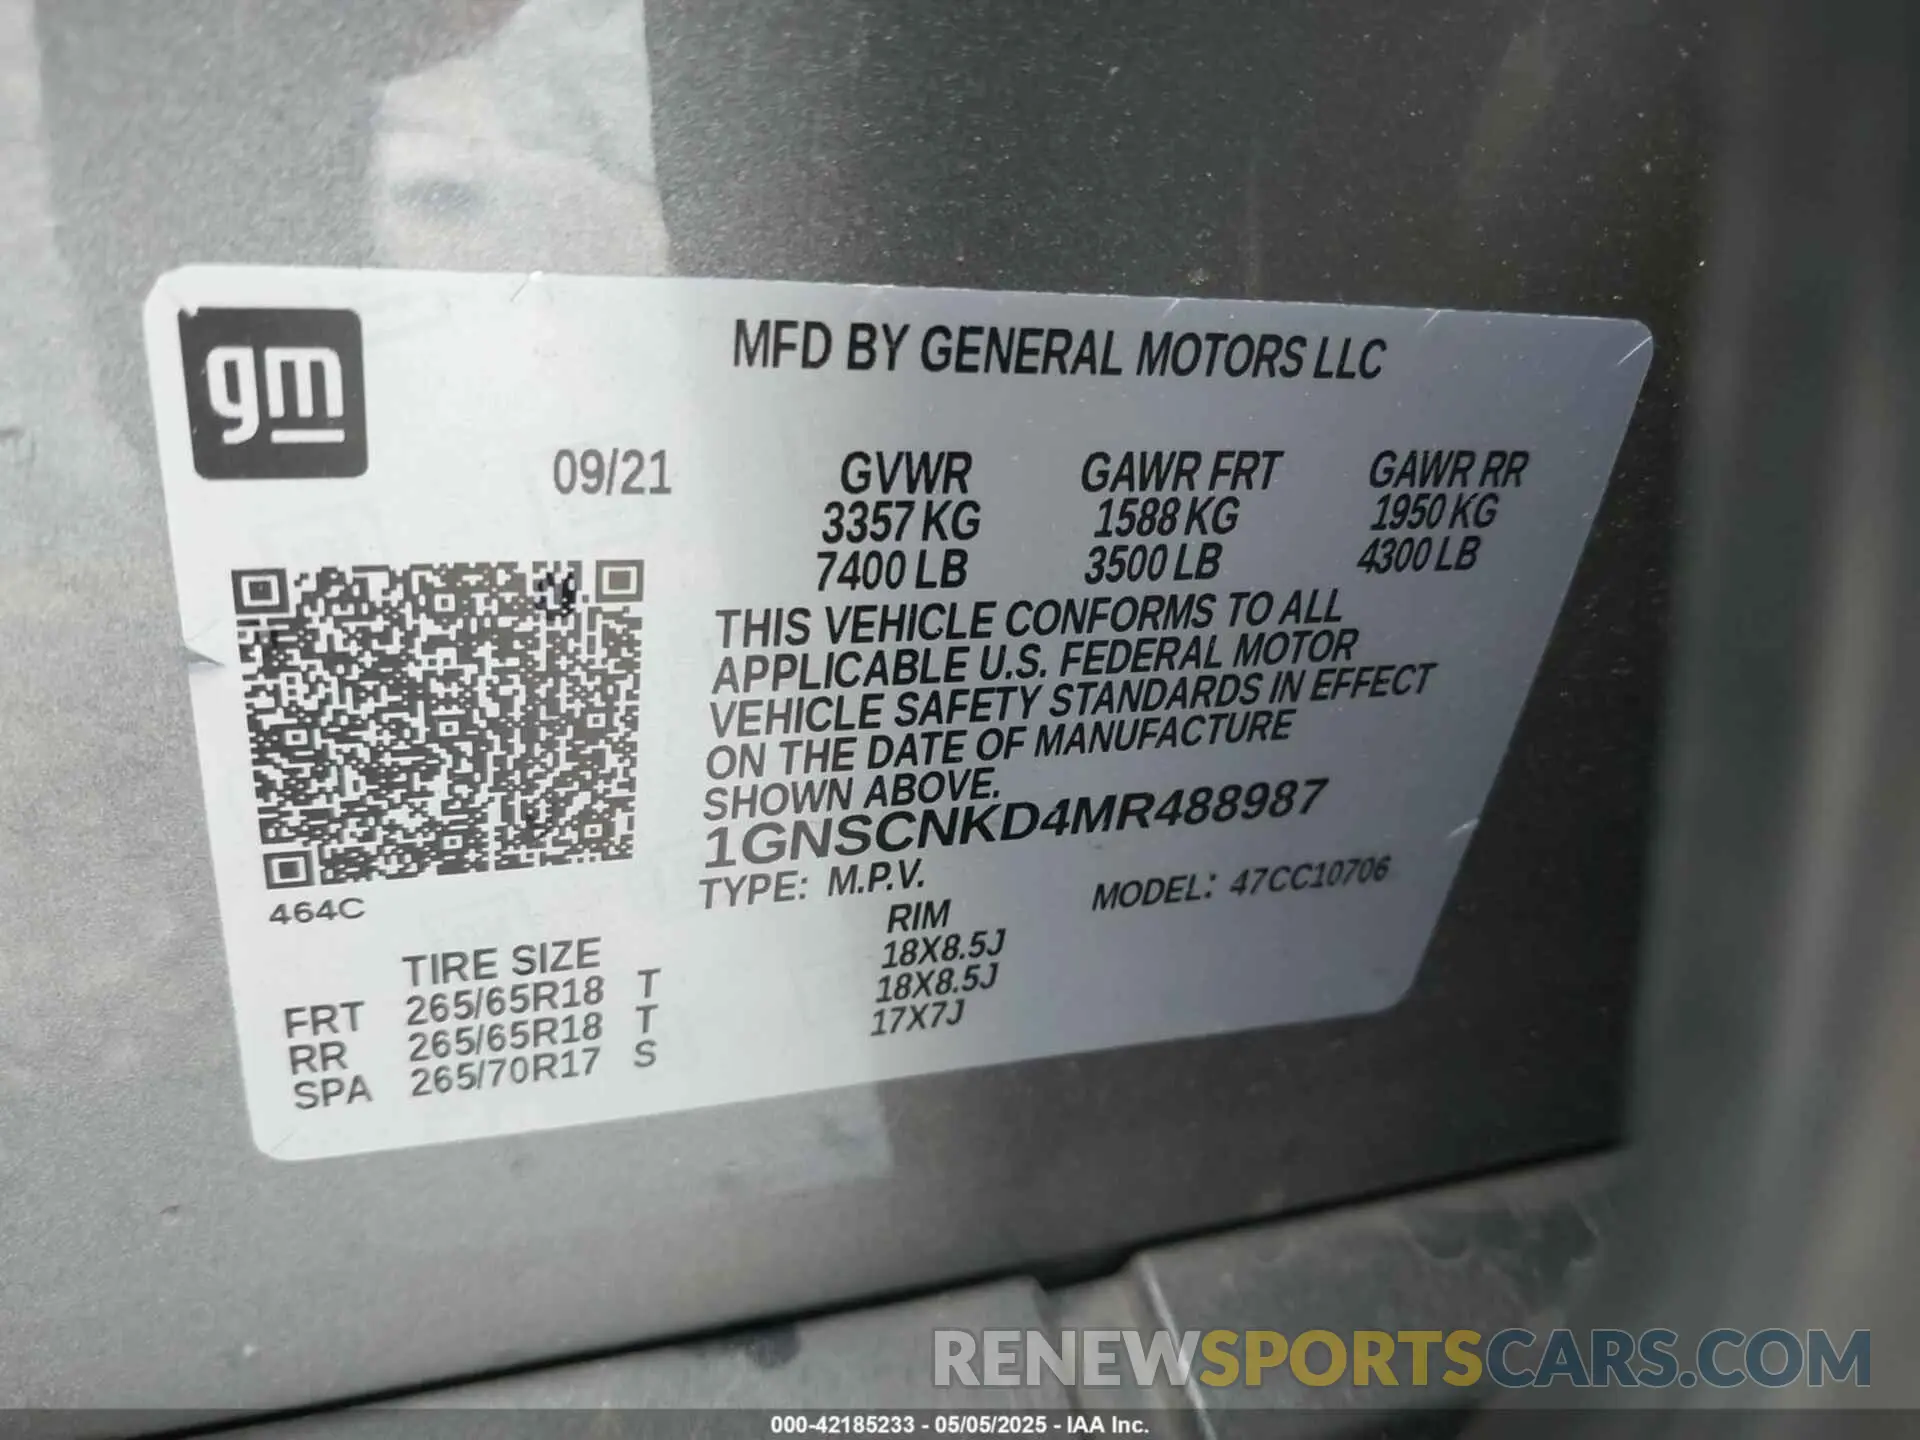 gm
MFD BY GENERAL MOTORS LLC
09/21
GVWR GAWR FRT GAWR RR
3357 KG 1588 KG 1950 KG
7400 LB 3500 LB 4300 LB
THIS VEHICLE CONFORMS TO ALL
APPLICABLE U.S. FEDERAL MOTOR
VEHICLE SAFETY STANDARDS IN EFFECT
ON THE DATE OF MANUFACTURE
SHOWN ABOVE.
1GNSCNKD4MR488987
TYPE: M.P.V. MODEL: 47CC10706
464C
TIRE SIZE RIM
FRT 265/65R18 T 18X8.5J
RR 265/65R18 T 18X8.5J
SPA 265/70R17 S 17X7J
RENEWSPORTSCARS.COM
000-42185233 - 05/05/2025 - IAA Inc.